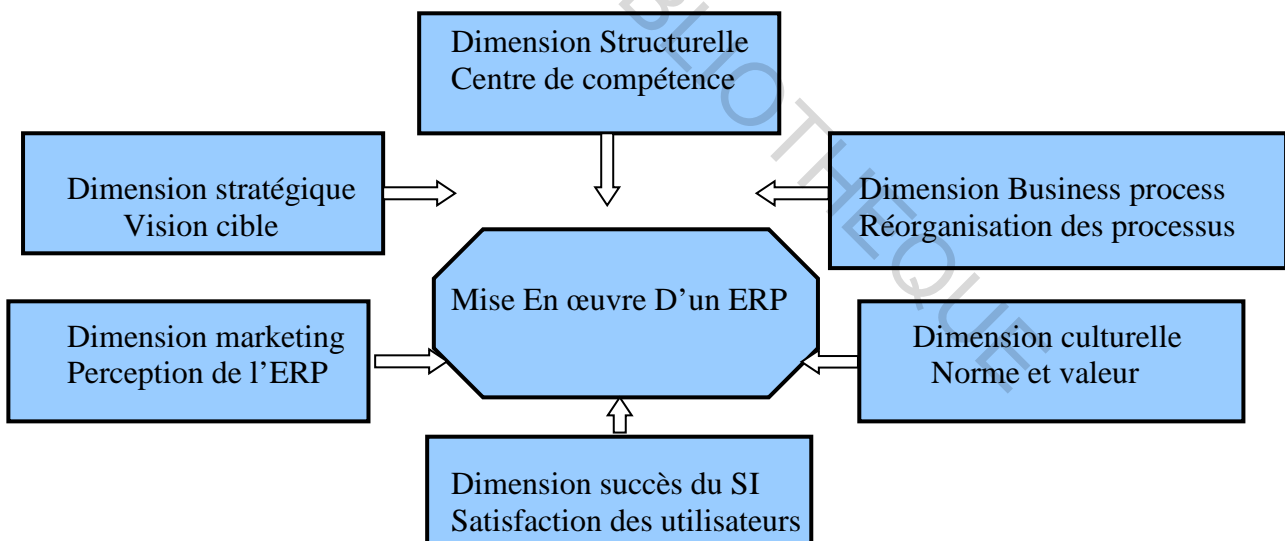 Dimension Structurelle
Centre de compétence
Dimension stratégique
Vision cible
Dimension Business process
Réorganisation des processus
Mise En œuvre D’un ERP
Dimension marketing
Perception de l’ERP
Dimension culturelle
Norme et valeur
Dimension succès du SI
Satisfaction des utilisateurs
BLIOTHEQUE